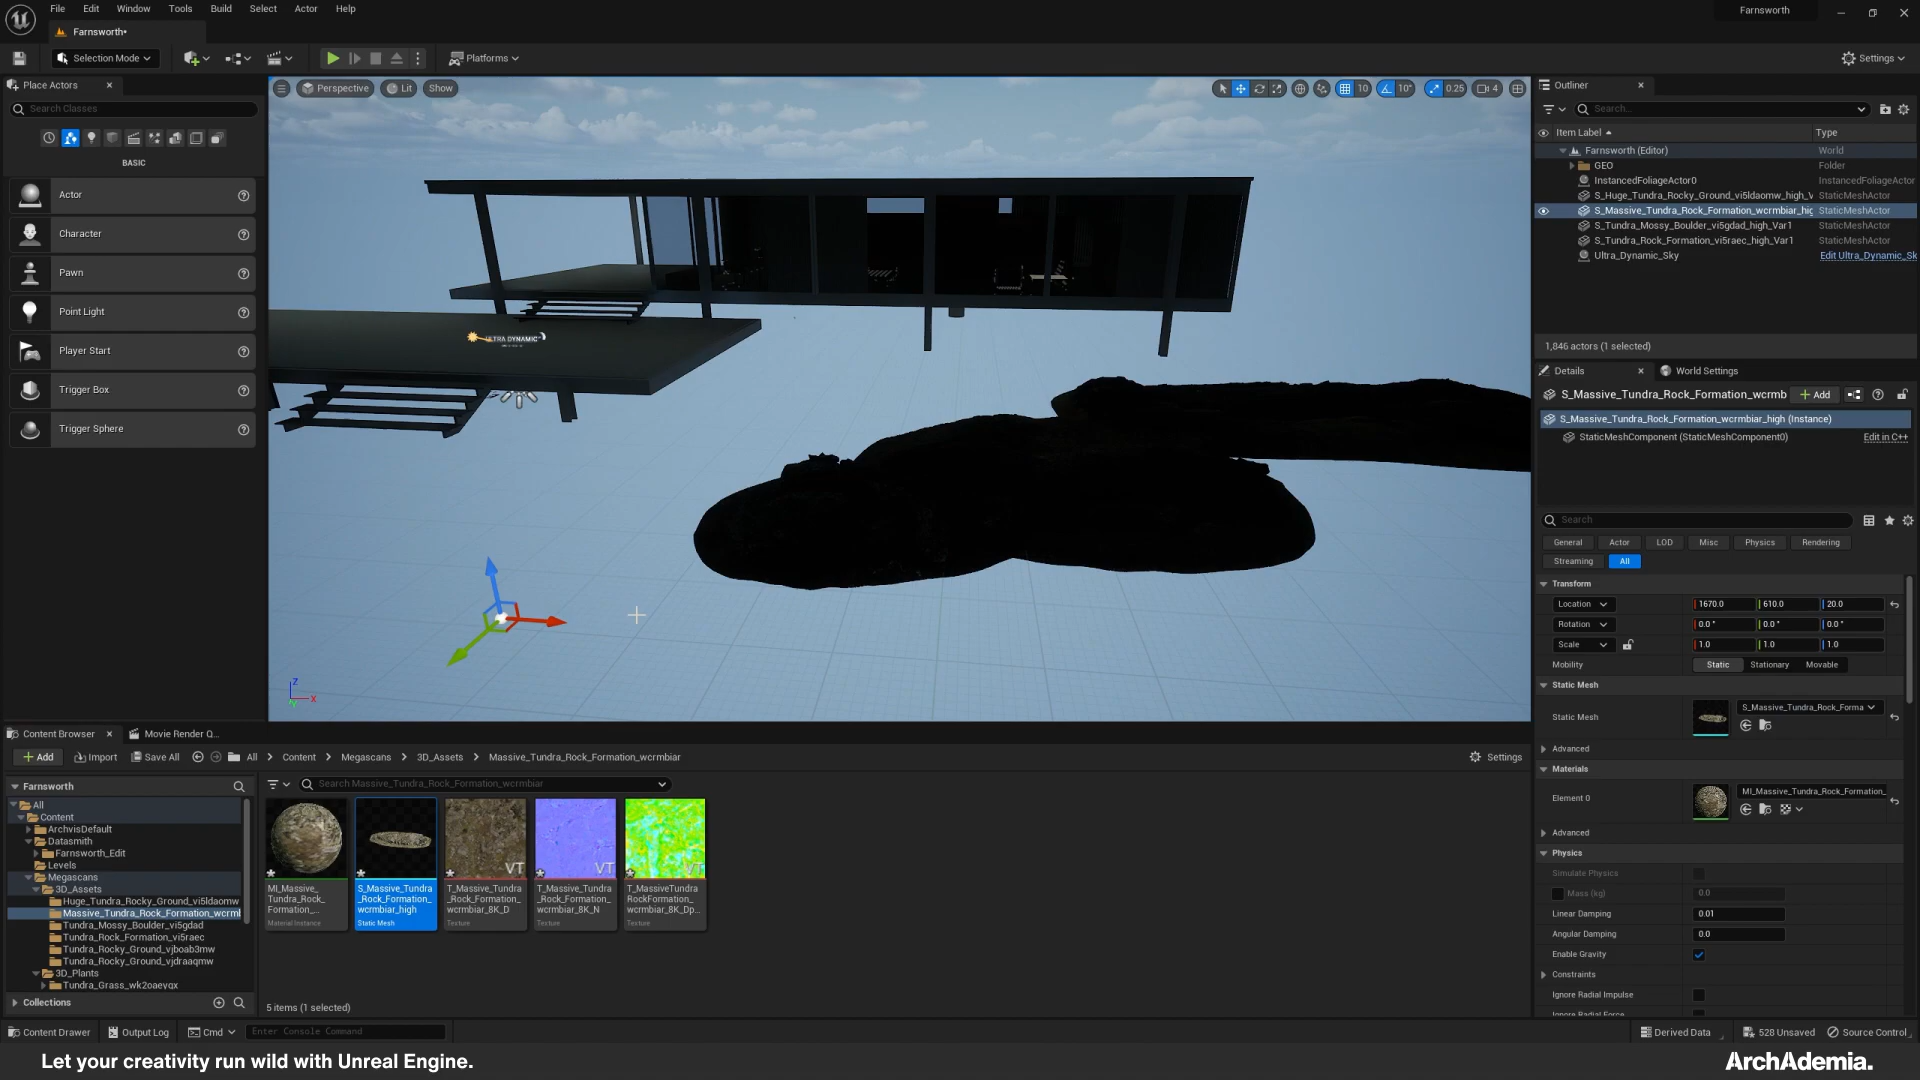 File Edit Window Tools Build Select Actor Help
Farnsworth
Farnsworth•
Selection Mode
Platforms
Settings
Place Actors
Search Classes
BASIC
Actor
Character
Pawn
Point Light
Player Start
Trigger Box
Trigger Sphere
Perspective Lit Show
10 10° 0.25 4
ULTRA DYNAMIC
Z
X
Y
Outliner
Search...
Item Label Type
Farnsworth (Editor) World
GEO Folder
InstancedFoliageActor0 InstancedFoliageActor
S_Huge_Tundra_Rocky_Ground_vi5ldaomw_high_V StaticMeshActor
S_Massive_Tundra_Rock_Formation_wcrmbiar_hig StaticMeshActor
S_Tundra_Mossy_Boulder_vi5gdad_high_Var1 StaticMeshActor
S_Tundra_Rock_Formation_vi5raec_high_Var1 StaticMeshActor
Ultra_Dynamic_Sky Edit Ultra_Dynamic_Sk
1,846 actors (1 selected)
Details World Settings
S_Massive_Tundra_Rock_Formation_wcrmb Add
S_Massive_Tundra_Rock_Formation_wcrmbiar_high (Instance)
StaticMeshComponent (StaticMeshComponent0) Edit in C++
Search
General Actor LOD Misc Physics Rendering
Streaming All
Transform
Location 1670.0 610.0 20.0
Rotation 0.0 ° 0.0 ° 0.0 °
Scale 1.0 1.0 1.0
Mobility Static Stationary Movable
Static Mesh
Static Mesh S_Massive_Tundra_Rock_Forma
Advanced
Materials
Element 0 MI_Massive_Tundra_Rock_Formation_
Advanced
Physics
Simulate Physics
Mass (kg) 0.0
Linear Damping 0.01
Angular Damping 0.0
Enable Gravity
Constraints
Ignore Radial Impulse
Ignore Radial Force
Content Browser Movie Render Q...
Add Import Save All All Content Megascans 3D_Assets Massive_Tundra_Rock_Formation_wcrmbiar Settings
Farnsworth
Search Massive_Tundra_Rock_Formation_wcrmbiar
All
Content
ArchvisDefault
Datasmith
Farnsworth_Edit
Levels
Megascans
3D_Assets
Huge_Tundra_Rocky_Ground_vi5ldaomw
Massive_Tundra_Rock_Formation_wcrml
Tundra_Mossy_Boulder_vi5gdad
Tundra_Rock_Formation_vi5raec
Tundra_Rocky_Ground_vjboab3mw
Tundra_Rocky_Ground_vjdraaqmw
3D_Plants
Tundra_Grass_wk2oaevqx
Collections
MI_Massive_
Tundra_Rock_
Formation_...
Material Instance
S_Massive_Tundra
_Rock_Formation_
wcrmbiar_high
Static Mesh
VT
T_Massive_Tundra
_Rock_Formation_
wcrmbiar_8K_D
Texture
VT
T_Massive_Tundra
_Rock_Formation_
wcrmbiar_8K_N
Texture
T_MassiveTundra
RockFormation_
wcrmbiar_8K_Dp...
Texture
5 items (1 selected)
Content Drawer Output Log Cmd Enter Console Command Derived Data 528 Unsaved Source Control
Let your creativity run wild with Unreal Engine.
ArchAdemia.